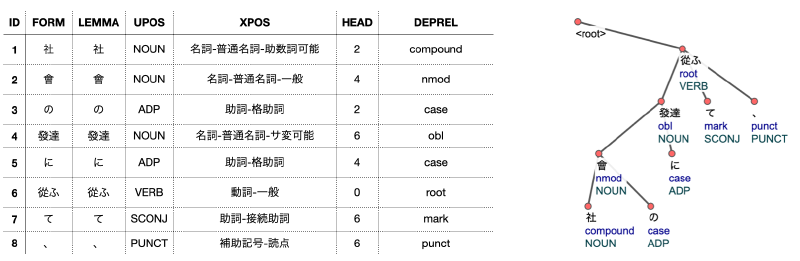 ID FORM LEMMA UPOS XPOS HEAD DEPREL
1 社 社 NOUN 名詞-普通名詞-助数詞可能 2 compound
2 會 會 NOUN 名詞-普通名詞-一般 4 nmod
3 の の ADP 助詞-格助詞 2 case
4 發達 發達 NOUN 名詞-普通名詞-サ変可能 6 obl
5 に に ADP 助詞-格助詞 4 case
6 從ふ 從ふ VERB 動詞-一般 0 root
7 て て SCONJ 助詞-接続助詞 6 mark
8 、 、 PUNCT 補助記号-読点 6 punct
<root>
從ふ
root
VERB
發達 て 、
obl mark punct
NOUN SCONJ PUNCT
會 に
nmod case
NOUN ADP
社 の
compound case
NOUN ADP